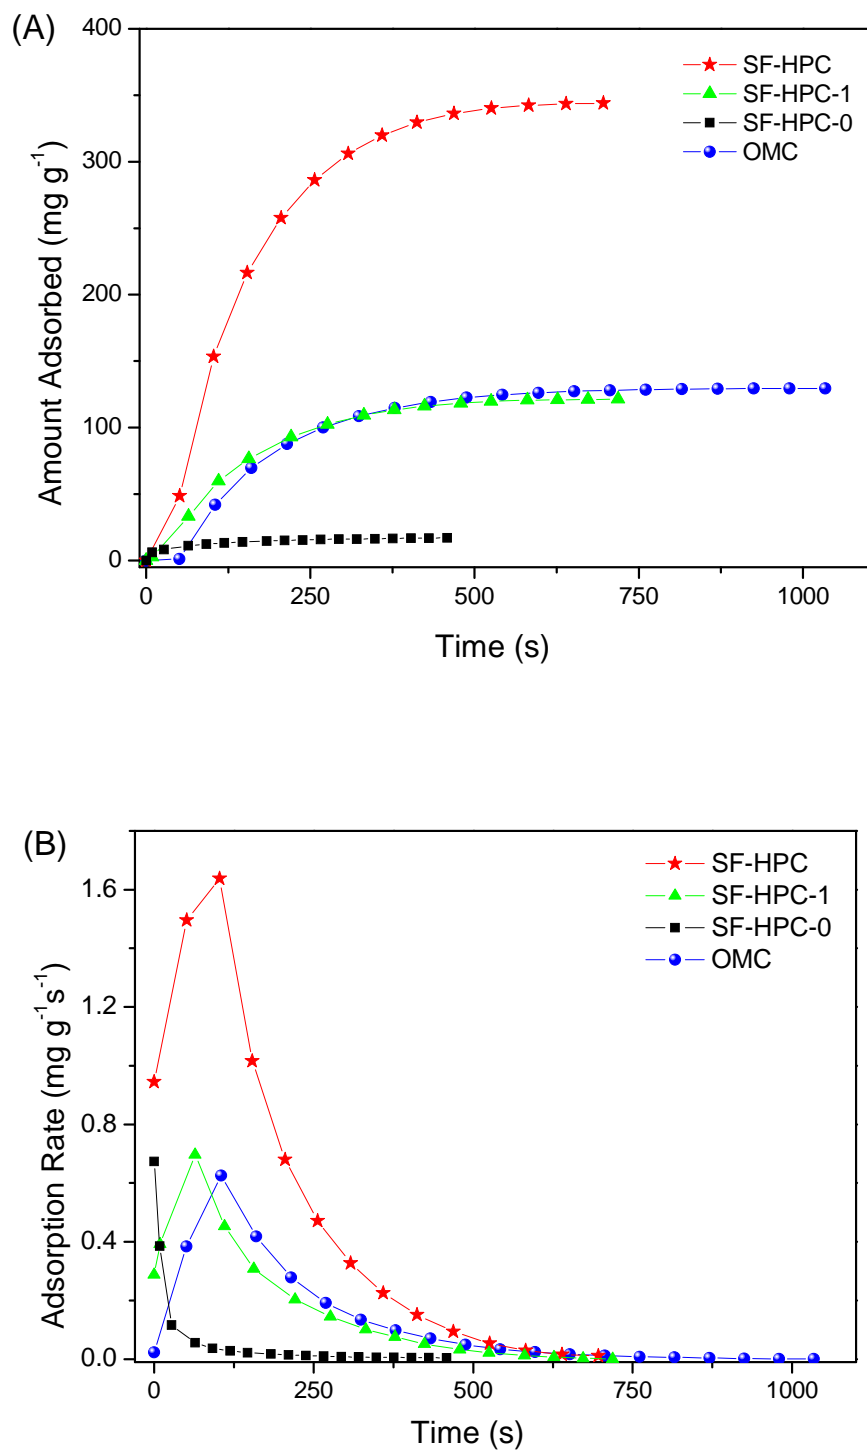 (A)
400
300
200
100
0
Amount Adsorbed (mg g⁻¹)
SF-HPC
SF-HPC-1
SF-HPC-0
OMC
0 250 500 750 1000
Time (s)
(B)
1.6
1.2
0.8
0.4
0.0
Adsorption Rate (mg g⁻¹s⁻¹)
SF-HPC
SF-HPC-1
SF-HPC-0
OMC
0 250 500 750 1000
Time (s)